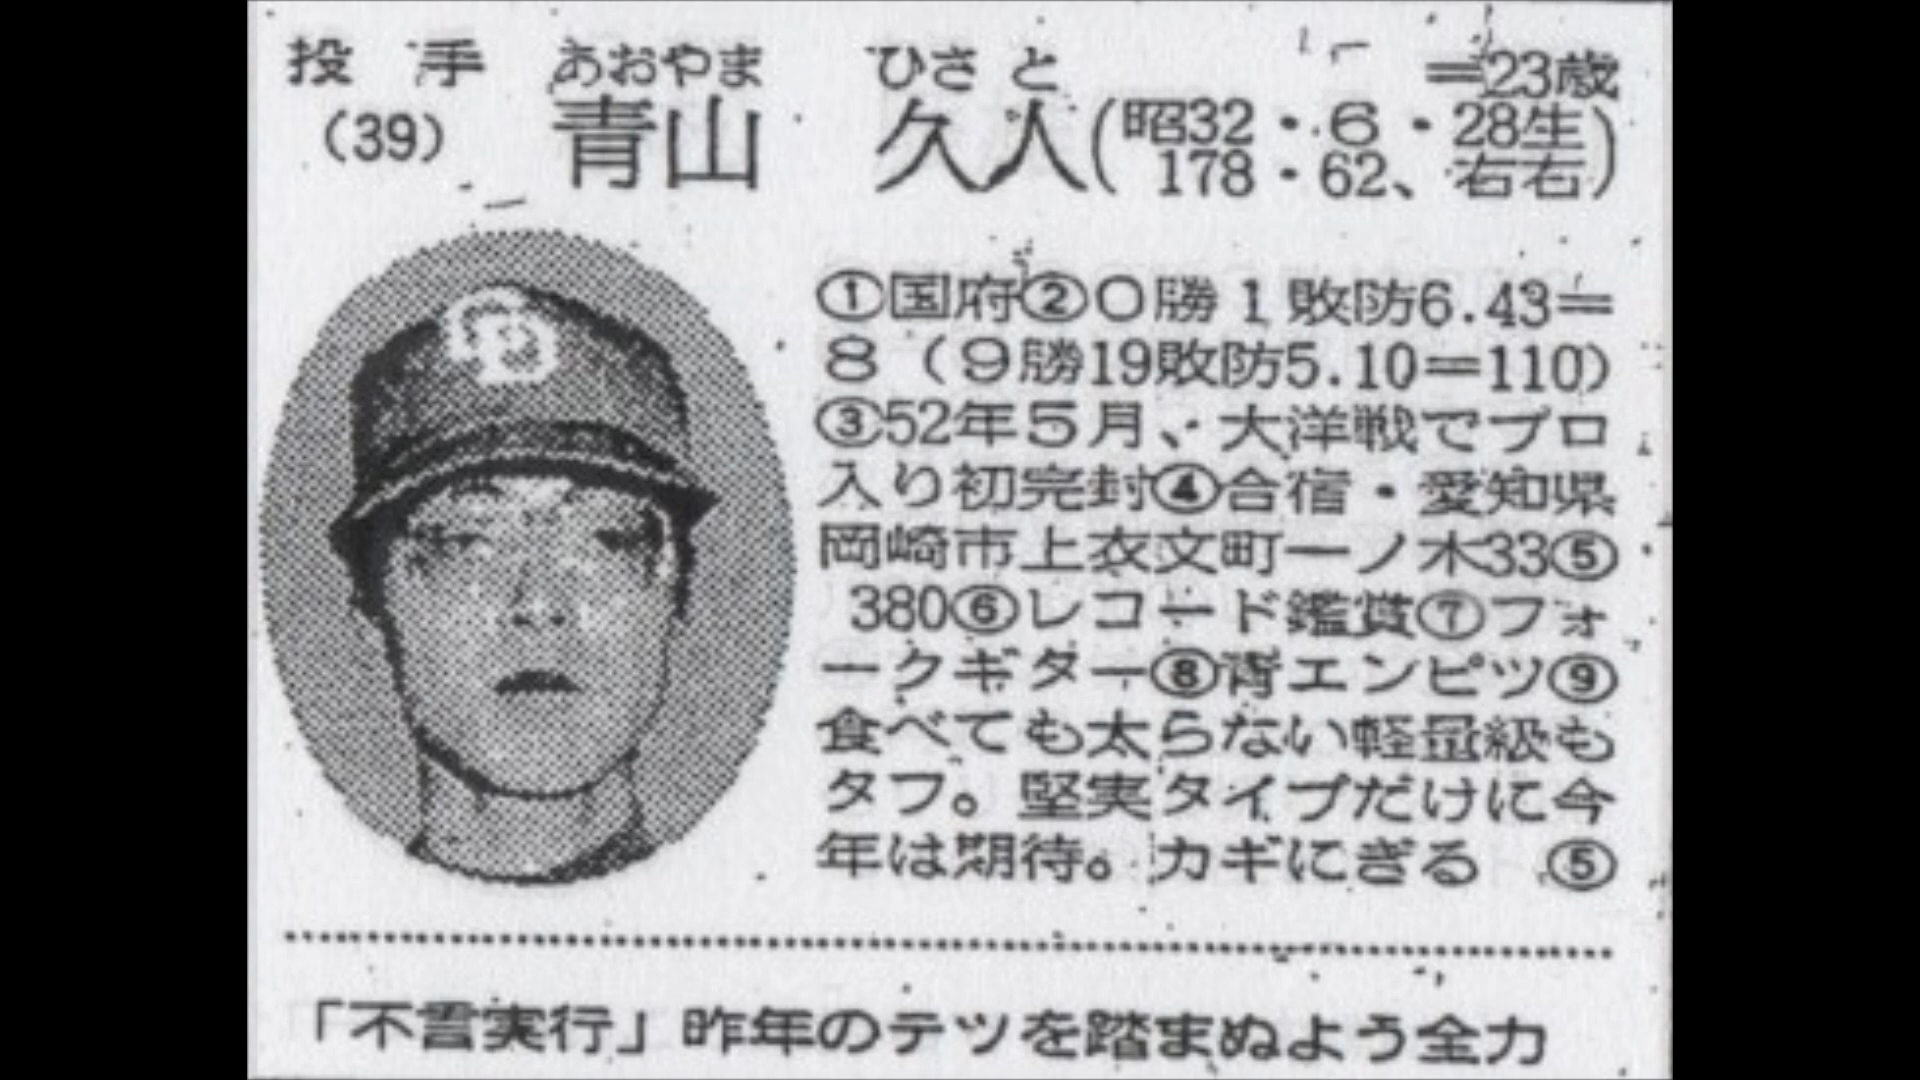 投手 あおやま ひさと =23歳
(39) 青山 久人(昭32・6・28生
178・62、右右)
①国府②0勝1敗防6.43=
8(9勝19敗防5.10=110)
③52年5月、大洋戦でプロ
入り初完封④合宿・愛知県
岡崎市上衣文町一ノ木33⑤
380⑥レコード鑑賞⑦フォ
ークギター⑧青エンピツ⑨
食べても太らない軽量級も
タフ。堅実タイプだけに今
年は期待。カギにぎる ⑤
「不言実行」昨年のテツを踏まぬよう全力